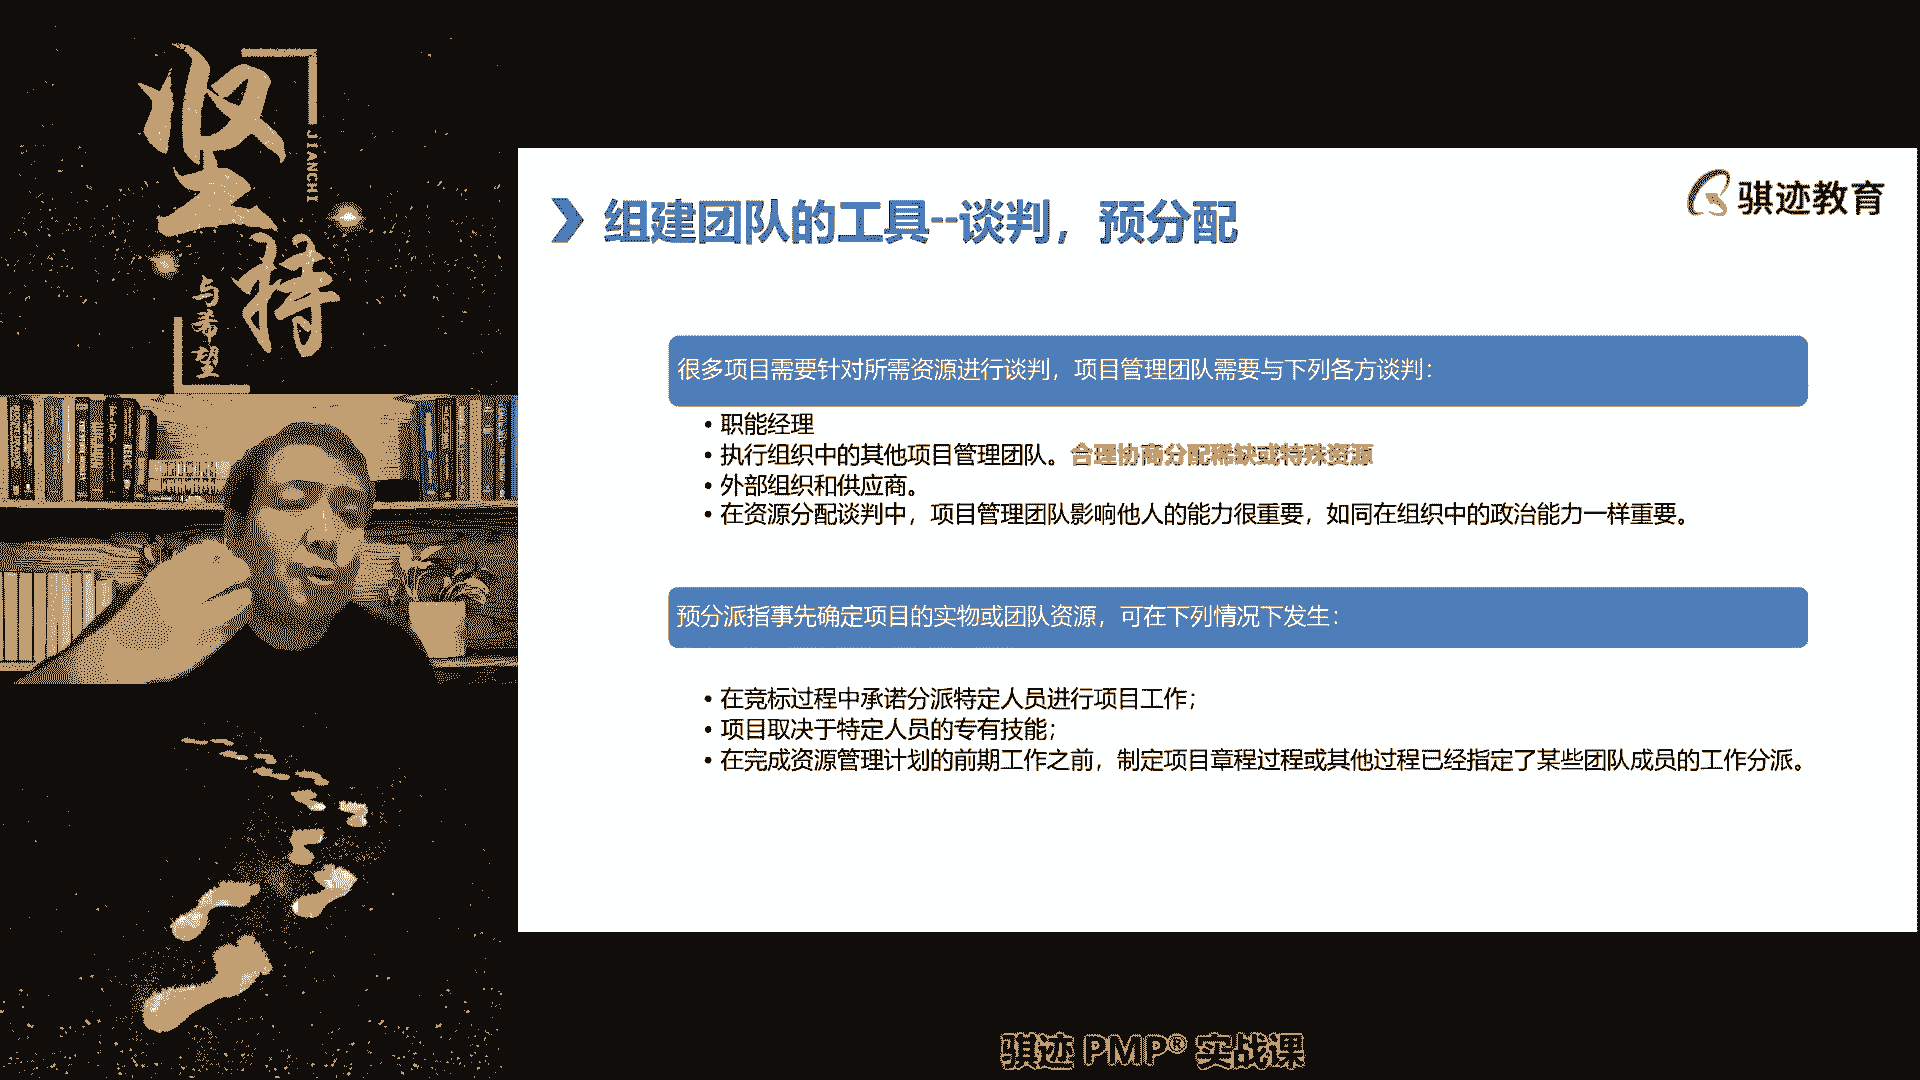 坚持
JIANCHI
与希望
骐迹教育
组建团队的工具--谈判，预分配
很多项目需要针对所需资源进行谈判，项目管理团队需要与下列各方谈判：
• 职能经理
• 执行组织中的其他项目管理团队。合理协商分配稀缺或特殊资源
• 外部组织和供应商。
• 在资源分配谈判中，项目管理团队影响他人的能力很重要，如同在组织中的政治能力一样重要。
预分派指事先确定项目的实物或团队资源，可在下列情况下发生：
• 在竞标过程中承诺分派特定人员进行项目工作；
• 项目取决于特定人员的专有技能；
• 在完成资源管理计划的前期工作之前，制定项目章程过程或其他过程已经指定了某些团队成员的工作分派。
骐迹 PMP® 实战课